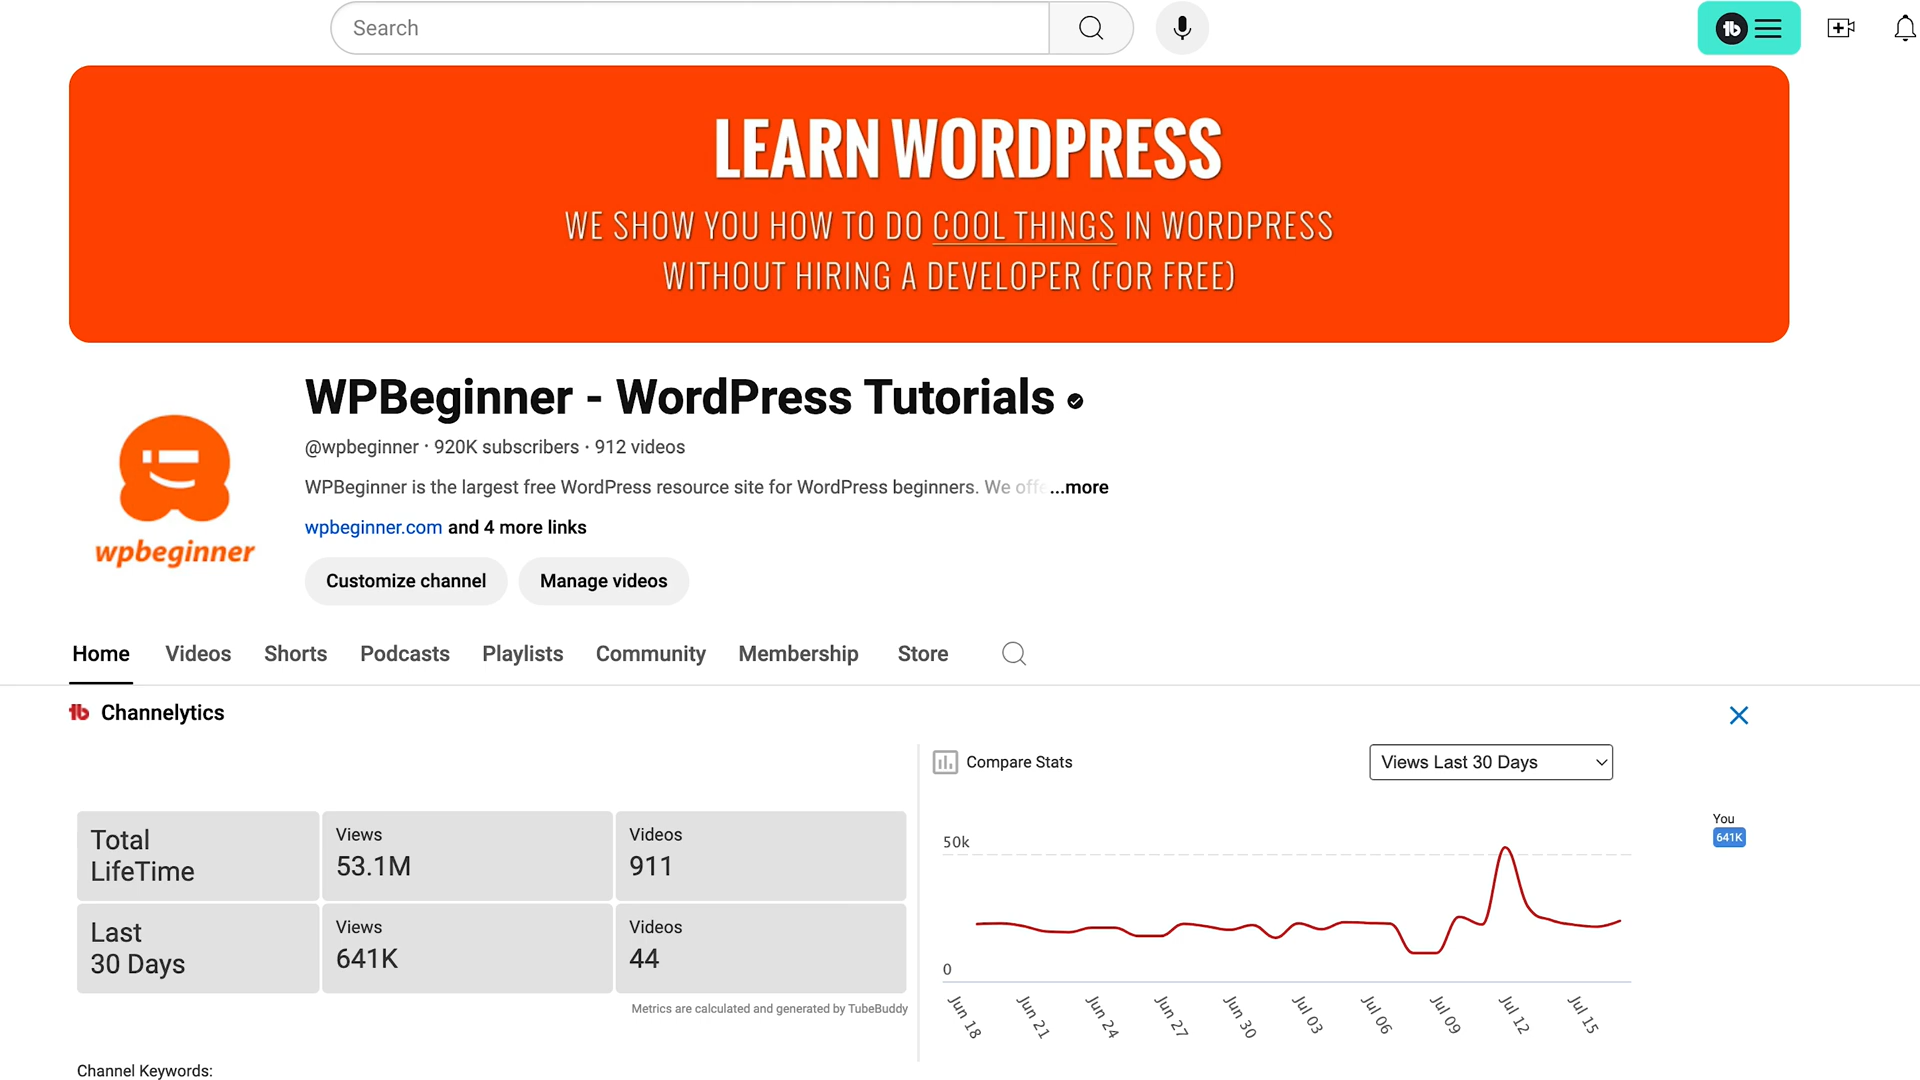 Search
LEARN WORDPRESS
WE SHOW YOU HOW TO DO COOL THINGS IN WORDPRESS
WITHOUT HIRING A DEVELOPER (FOR FREE)
wpbeginner
WPBeginner - WordPress Tutorials
@wpbeginner · 920K subscribers · 912 videos
WPBeginner is the largest free WordPress resource site for WordPress beginners. We offe ...more
wpbeginner.com and 4 more links
Customize channel Manage videos
Home Videos Shorts Podcasts Playlists Community Membership Store
tb Channelytics
Total
LifeTime
Views
53.1M
Videos
911
Last
30 Days
Views
641K
Videos
44
Metrics are calculated and generated by TubeBuddy
Channel Keywords:
Compare Stats
Views Last 30 Days
You
641K
50k
0
Jun 18
Jun 21
Jun 24
Jun 27
Jun 30
Jul 03
Jul 06
Jul 09
Jul 12
Jul 15